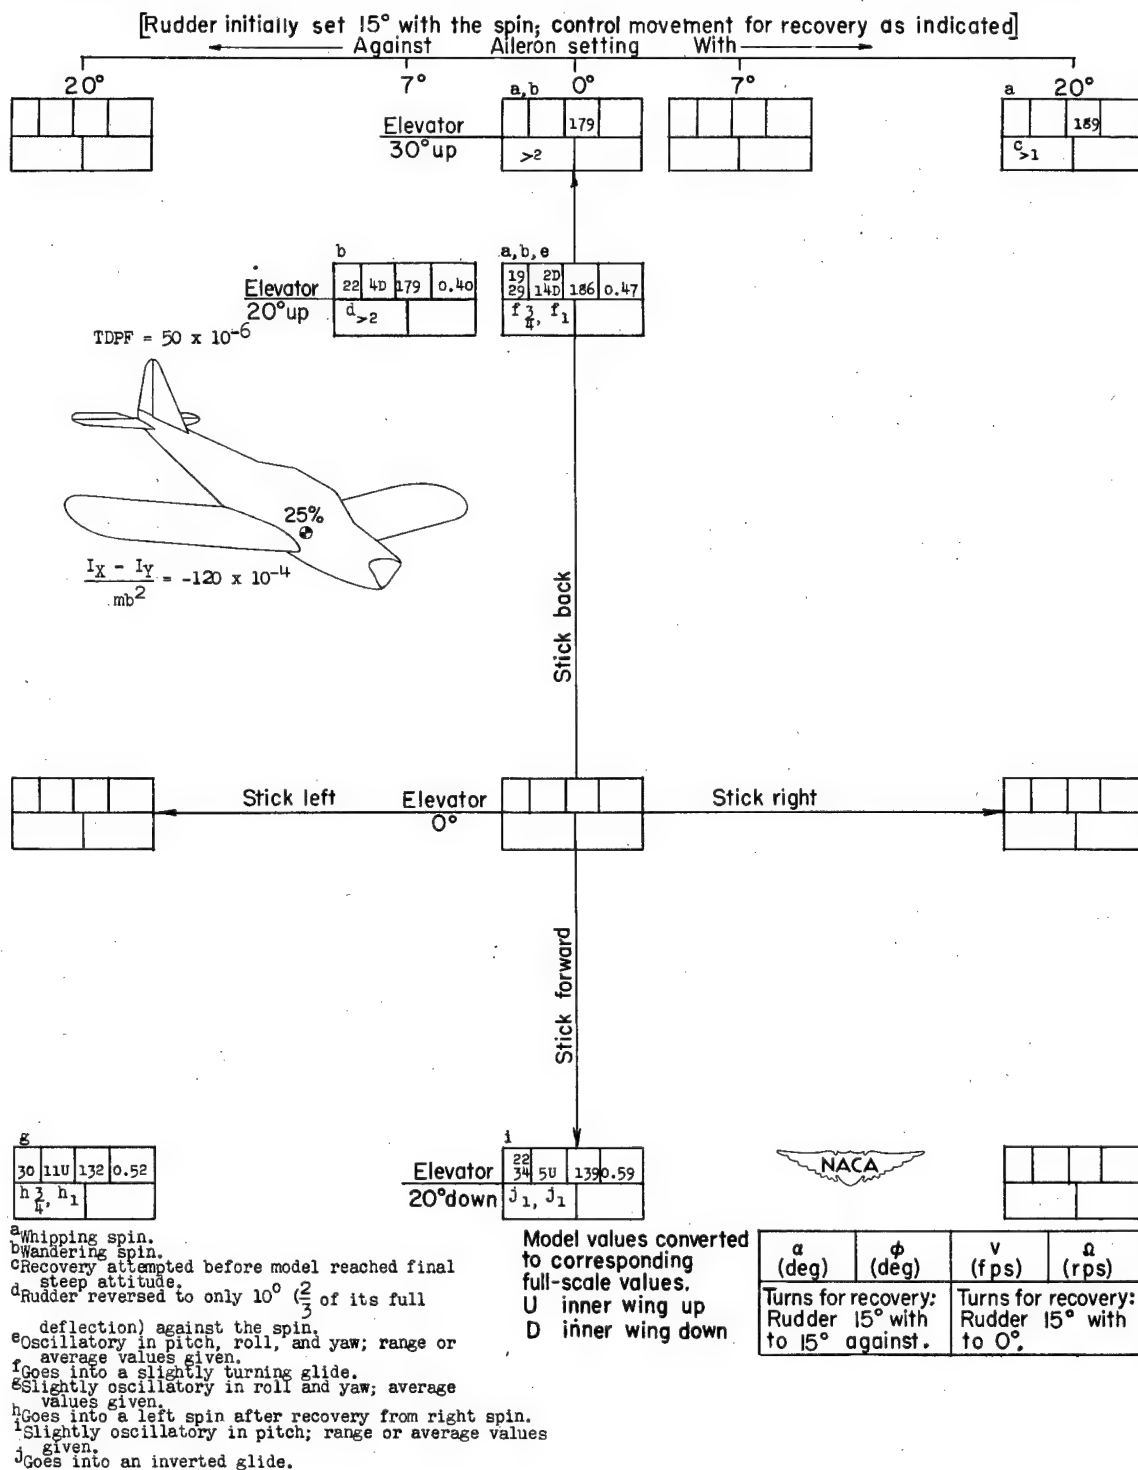 [Rudder initially set 15° with the spin; control movement for recovery as indicated]
Against Aileron setting With
20° 7° 0° 7° 20°
a,b
a
Elevator
30° up
179
>2
189
c>1
b
a, b, e
Elevator
20° up
22 4D 179 0.40
d>2
19 2D
29 14D 186 0.47
f 3/4, f1
TDPF = 50 x 10-6
25%
IX - IY
mb2
= -120 x 10-4
Stick back
Stick left
Elevator
0°
Stick right
Stick forward
g
i
30 11U 132 0.52
h 3/4, h1
Elevator
20° down
22
34 5U 139 0.59
j1, j1
NACA
aWhipping spin.
bWandering spin.
cRecovery attempted before model reached final
steep attitude.
dRudder reversed to only 10° (2/3 of its full
deflection) against the spin.
eOscillatory in pitch, roll, and yaw; range or
average values given.
fGoes into a slightly turning glide.
gSlightly oscillatory in roll and yaw; average
values given.
hGoes into a left spin after recovery from right spin.
iSlightly oscillatory in pitch; range or average values
given.
jGoes into an inverted glide.
Model values converted
to corresponding
full-scale values.
U inner wing up
D inner wing down
α
(deg)
ϕ
(deg)
V
(fps)
Ω
(rps)
Turns for recovery:
Rudder 15° with
to 15° against.
Turns for recovery:
Rudder 15° with
to 0°.